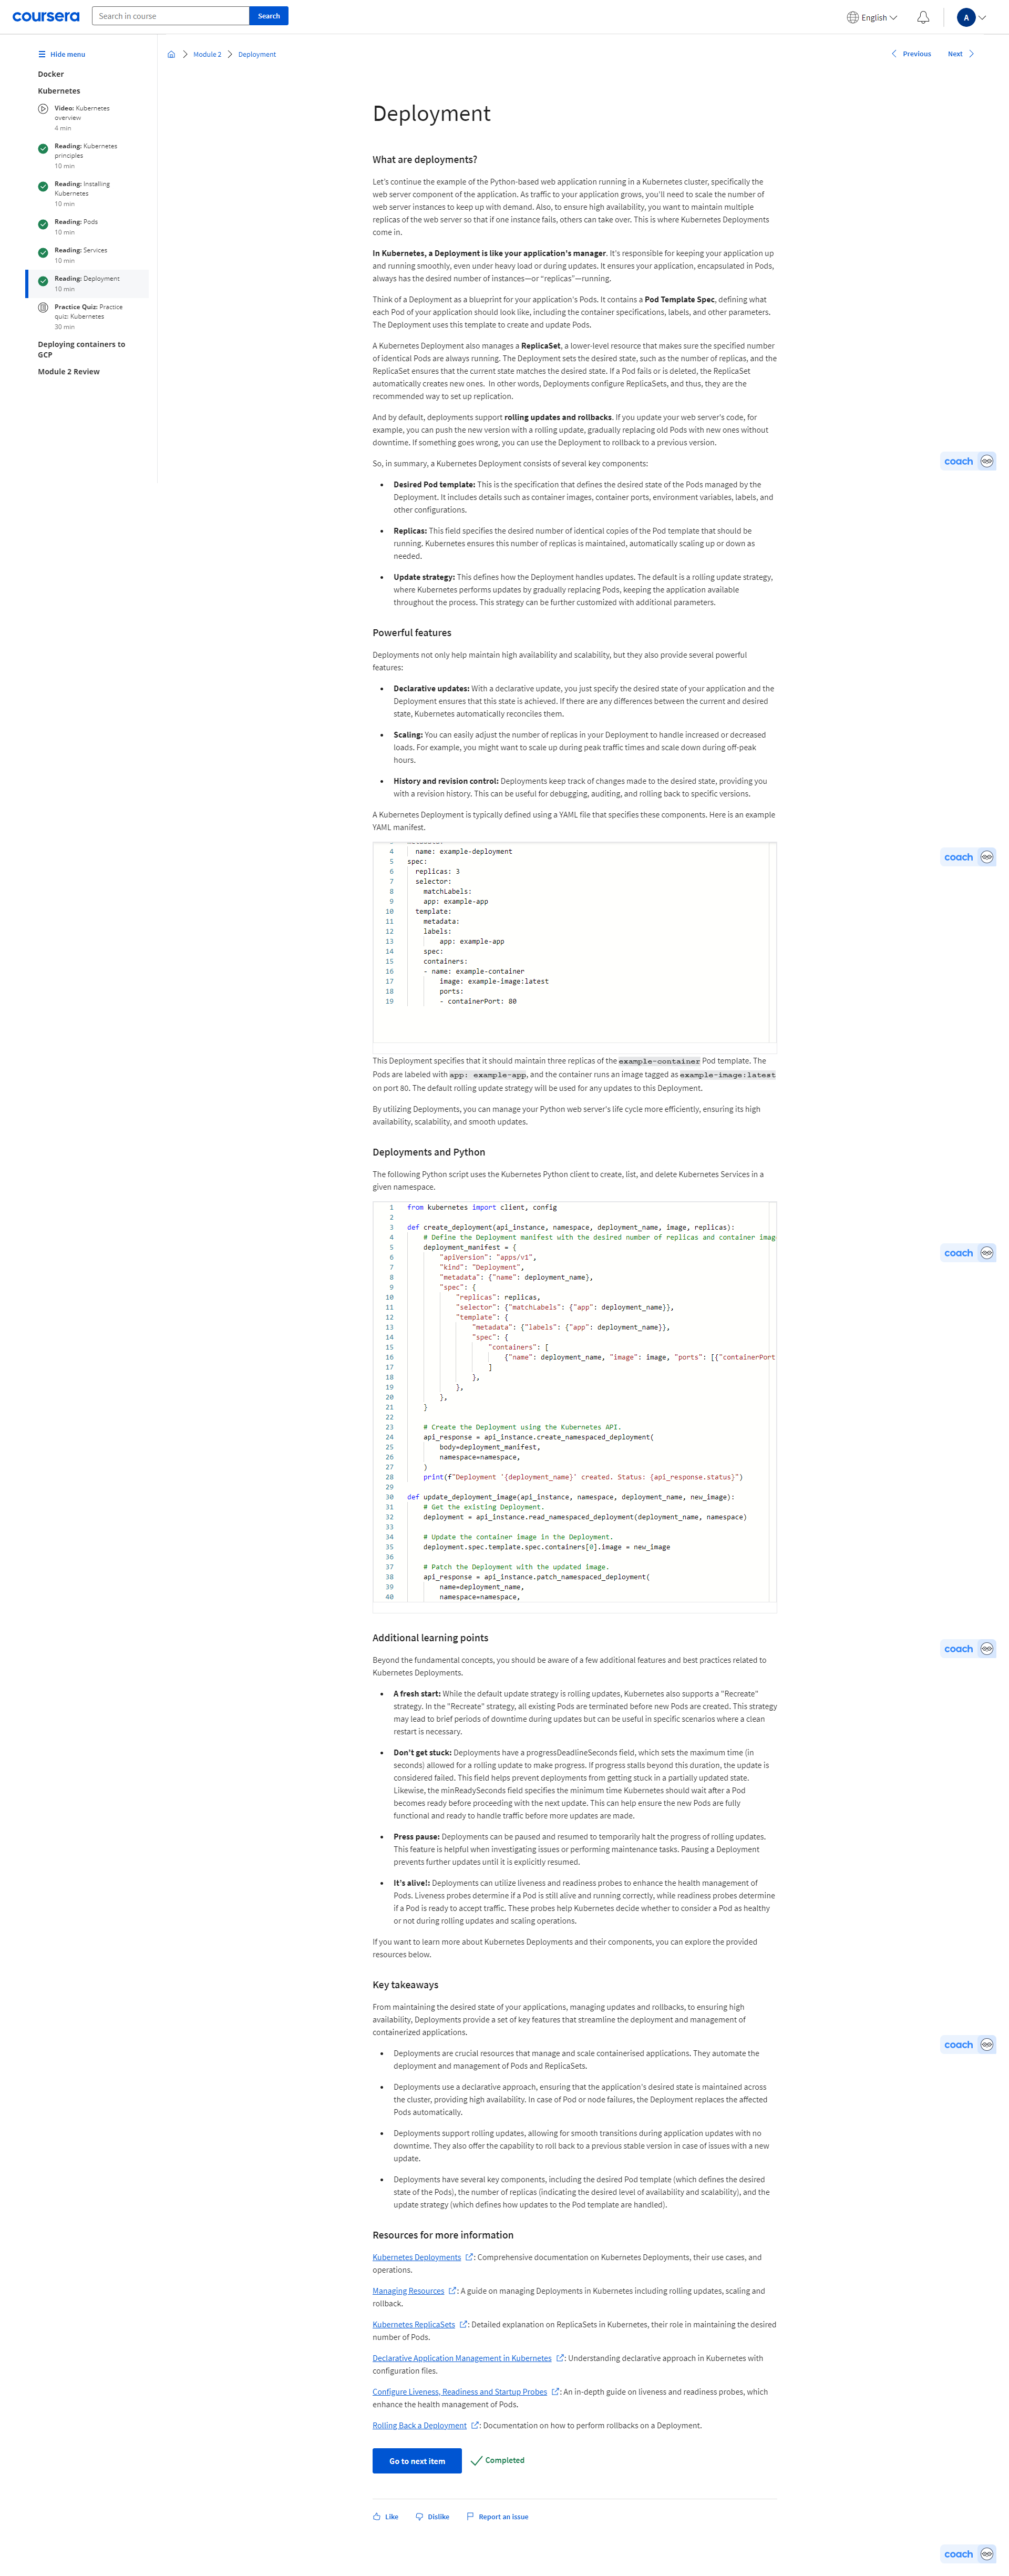 coursera
Search in course
Search
English
A
Hide menu
Docker
Kubernetes
Video: Kubernetes
overview
4 min
Reading: Kubernetes
principles
10 min
Reading: Installing
Kubernetes
10 min
Reading: Pods
10 min
Reading: Services
10 min
Reading: Deployment
10 min
Practice Quiz: Practice
quiz: Kubernetes
30 min
Deploying containers to
GCP
Module 2 Review
Module 2
Deployment
Previous
Next
Deployment
What are deployments?
Let’s continue the example of the Python-based web application running in a Kubernetes cluster, specifically the
web server component of the application. As traffic to your application grows, you'll need to scale the number of
web server instances to keep up with demand. Also, to ensure high availability, you want to maintain multiple
replicas of the web server so that if one instance fails, others can take over. This is where Kubernetes Deployments
come in.
In Kubernetes, a Deployment is like your application's manager. It's responsible for keeping your application up
and running smoothly, even under heavy load or during updates. It ensures your application, encapsulated in Pods,
always has the desired number of instances—or “replicas”—running.
Think of a Deployment as a blueprint for your application’s Pods. It contains a Pod Template Spec, defining what
each Pod of your application should look like, including the container specifications, labels, and other parameters.
The Deployment uses this template to create and update Pods.
A Kubernetes Deployment also manages a ReplicaSet, a lower-level resource that makes sure the specified number
of identical Pods are always running. The Deployment sets the desired state, such as the number of replicas, and the
ReplicaSet ensures that the current state matches the desired state. If a Pod fails or is deleted, the ReplicaSet
automatically creates new ones.  In other words, Deployments configure ReplicaSets, and thus, they are the
recommended way to set up replication.
And by default, deployments support rolling updates and rollbacks. If you update your web server's code, for
example, you can push the new version with a rolling update, gradually replacing old Pods with new ones without
downtime. If something goes wrong, you can use the Deployment to rollback to a previous version.
So, in summary, a Kubernetes Deployment consists of several key components:
Desired Pod template: This is the specification that defines the desired state of the Pods managed by the
Deployment. It includes details such as container images, container ports, environment variables, labels, and
other configurations.
Replicas: This field specifies the desired number of identical copies of the Pod template that should be
running. Kubernetes ensures this number of replicas is maintained, automatically scaling up or down as
needed.
Update strategy: This defines how the Deployment handles updates. The default is a rolling update strategy,
where Kubernetes performs updates by gradually replacing Pods, keeping the application available
throughout the process. This strategy can be further customized with additional parameters.
Powerful features
Deployments not only help maintain high availability and scalability, but they also provide several powerful
features:
Declarative updates: With a declarative update, you just specify the desired state of your application and the
Deployment ensures that this state is achieved. If there are any differences between the current and desired
state, Kubernetes automatically reconciles them.
Scaling: You can easily adjust the number of replicas in your Deployment to handle increased or decreased
loads. For example, you might want to scale up during peak traffic times and scale down during off-peak
hours.
History and revision control: Deployments keep track of changes made to the desired state, providing you
with a revision history. This can be useful for debugging, auditing, and rolling back to specific versions.
A Kubernetes Deployment is typically defined using a YAML file that specifies these components. Here is an example
YAML manifest.
4 name: example-deployment
5 spec:
6 replicas: 3
7 selector:
8 matchLabels:
9 app: example-app
10 template:
11 metadata:
12 labels:
13 app: example-app
14 spec:
15 containers:
16 - name: example-container
17 image: example-image:latest
18 ports:
19 - containerPort: 80
This Deployment specifies that it should maintain three replicas of the example-container Pod template. The
Pods are labeled with app: example-app, and the container runs an image tagged as example-image:latest
on port 80. The default rolling update strategy will be used for any updates to this Deployment.
By utilizing Deployments, you can manage your Python web server's life cycle more efficiently, ensuring its high
availability, scalability, and smooth updates.
Deployments and Python
The following Python script uses the Kubernetes Python client to create, list, and delete Kubernetes Services in a
given namespace.
1 from kubernetes import client, config
2
3 def create_deployment(api_instance, namespace, deployment_name, image, replicas):
4 # Define the Deployment manifest with the desired number of replicas and container imag
5 deployment_manifest = {
6 "apiVersion": "apps/v1",
7 "kind": "Deployment",
8 "metadata": {"name": deployment_name},
9 "spec": {
10 "replicas": replicas,
11 "selector": {"matchLabels": {"app": deployment_name}},
12 "template": {
13 "metadata": {"labels": {"app": deployment_name}},
14 "spec": {
15 "containers": [
16 {"name": deployment_name, "image": image, "ports": [{"containerPort
17 ]
18 },
19 },
20 },
21 }
22
23 # Create the Deployment using the Kubernetes API.
24 api_response = api_instance.create_namespaced_deployment(
25 body=deployment_manifest,
26 namespace=namespace,
27 )
28 print(f"Deployment '{deployment_name}' created. Status: {api_response.status}")
29
30 def update_deployment_image(api_instance, namespace, deployment_name, new_image):
31 # Get the existing Deployment.
32 deployment = api_instance.read_namespaced_deployment(deployment_name, namespace)
33
34 # Update the container image in the Deployment.
35 deployment.spec.template.spec.containers[0].image = new_image
36
37 # Patch the Deployment with the updated image.
38 api_response = api_instance.patch_namespaced_deployment(
39 name=deployment_name,
40 namespace=namespace,
Additional learning points
Beyond the fundamental concepts, you should be aware of a few additional features and best practices related to
Kubernetes Deployments.
A fresh start: While the default update strategy is rolling updates, Kubernetes also supports a "Recreate"
strategy. In the "Recreate" strategy, all existing Pods are terminated before new Pods are created. This strategy
may lead to brief periods of downtime during updates but can be useful in specific scenarios where a clean
restart is necessary.
Don’t get stuck: Deployments have a progressDeadlineSeconds field, which sets the maximum time (in
seconds) allowed for a rolling update to make progress. If progress stalls beyond this duration, the update is
considered failed. This field helps prevent deployments from getting stuck in a partially updated state.
Likewise, the minReadySeconds field specifies the minimum time Kubernetes should wait after a Pod
becomes ready before proceeding with the next update. This can help ensure the new Pods are fully
functional and ready to handle traffic before more updates are made.
Press pause: Deployments can be paused and resumed to temporarily halt the progress of rolling updates.
This feature is helpful when investigating issues or performing maintenance tasks. Pausing a Deployment
prevents further updates until it is explicitly resumed.
It’s alive!: Deployments can utilize liveness and readiness probes to enhance the health management of
Pods. Liveness probes determine if a Pod is still alive and running correctly, while readiness probes determine
if a Pod is ready to accept traffic. These probes help Kubernetes decide whether to consider a Pod as healthy
or not during rolling updates and scaling operations.
If you want to learn more about Kubernetes Deployments and their components, you can explore the provided
resources below.
Key takeaways
From maintaining the desired state of your applications, managing updates and rollbacks, to ensuring high
availability, Deployments provide a set of key features that streamline the deployment and management of
containerized applications.
Deployments are crucial resources that manage and scale containerised applications. They automate the
deployment and management of Pods and ReplicaSets.
Deployments use a declarative approach, ensuring that the application's desired state is maintained across
the cluster, providing high availability. In case of Pod or node failures, the Deployment replaces the affected
Pods automatically.
Deployments support rolling updates, allowing for smooth transitions during application updates with no
downtime. They also offer the capability to roll back to a previous stable version in case of issues with a new
update.
Deployments have several key components, including the desired Pod template (which defines the desired
state of the Pods), the number of replicas (indicating the desired level of availability and scalability), and the
update strategy (which defines how updates to the Pod template are handled).
Resources for more information
Kubernetes Deployments : Comprehensive documentation on Kubernetes Deployments, their use cases, and
operations.
Managing Resources : A guide on managing Deployments in Kubernetes including rolling updates, scaling and
rollback.
Kubernetes ReplicaSets : Detailed explanation on ReplicaSets in Kubernetes, their role in maintaining the desired
number of Pods.
Declarative Application Management in Kubernetes : Understanding declarative approach in Kubernetes with
configuration files.
Configure Liveness, Readiness and Startup Probes : An in-depth guide on liveness and readiness probes, which
enhance the health management of Pods.
Rolling Back a Deployment : Documentation on how to perform rollbacks on a Deployment.
Go to next item
Completed
Like
Dislike
Report an issue
coach
coach
coach
coach
coach
coach